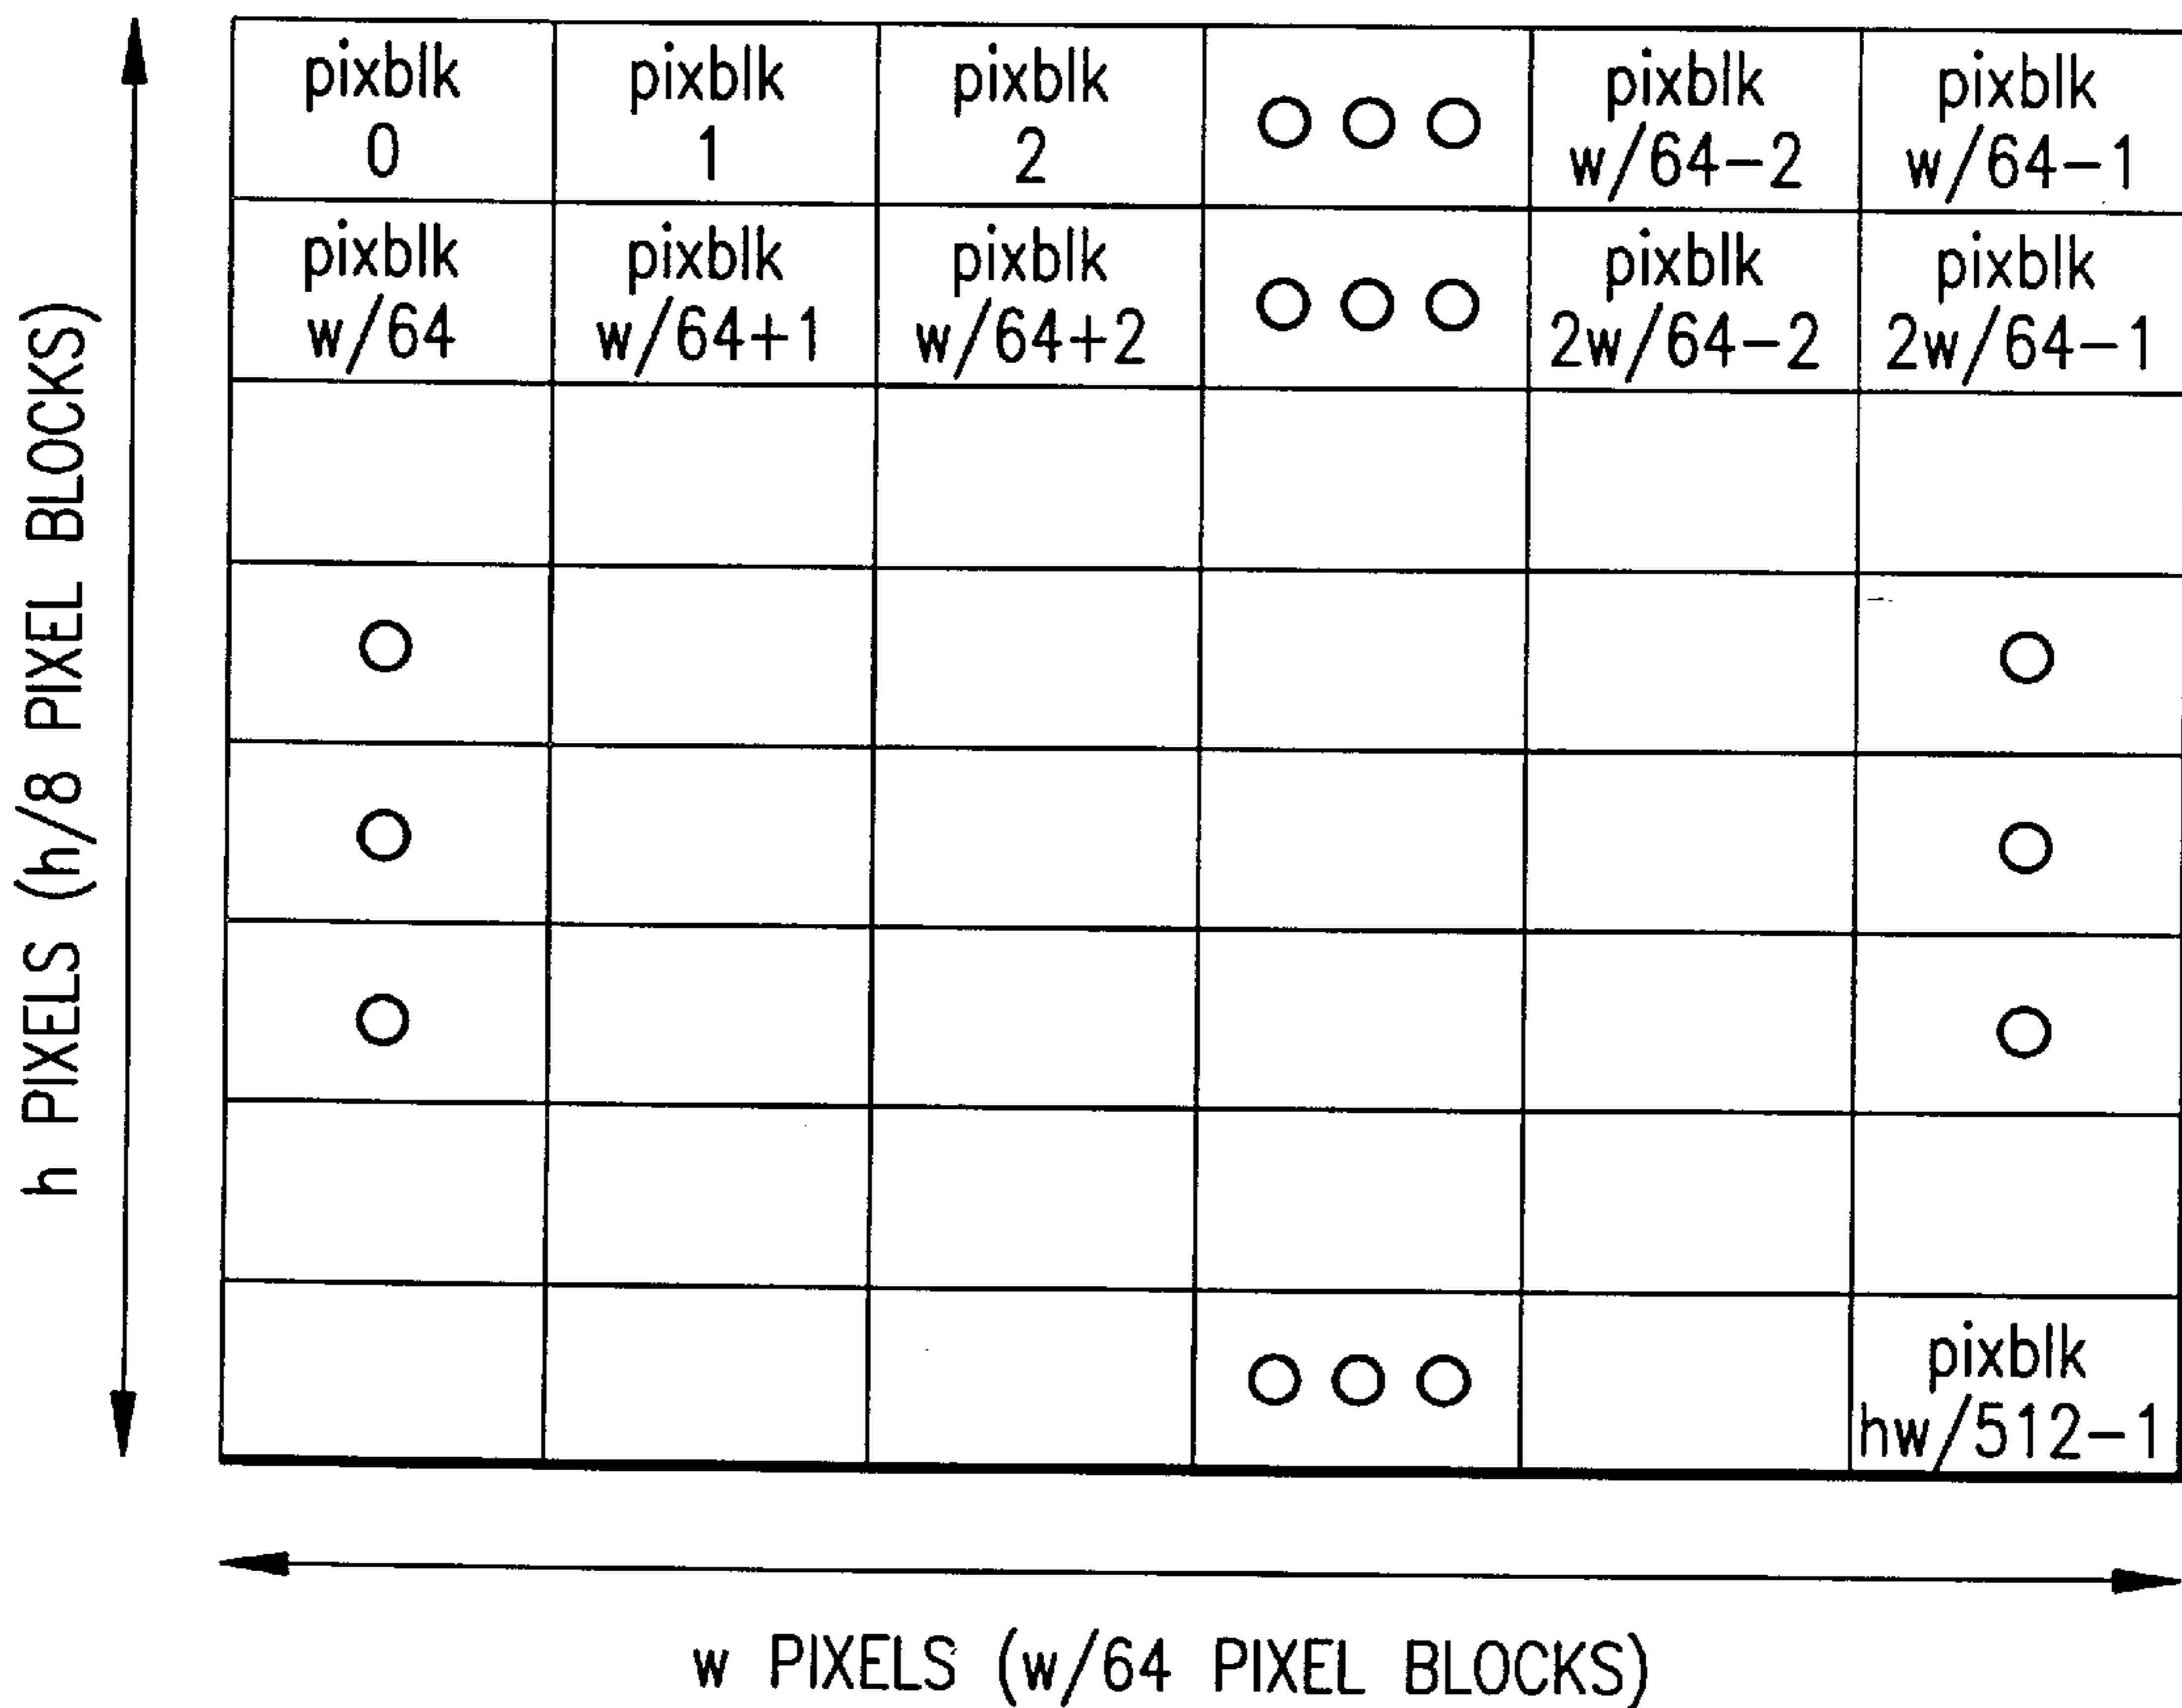 pixblk
0
pixblk
1
pixblk
2
pixblk
w/64-2
pixblk
w/64-1
pixblk
w/64
pixblk
w/64+1
pixblk
w/64+2
pixblk
2w/64-2
pixblk
2w/64-1
pixblk
hw/512-1
h PIXELS (h/8 PIXEL BLOCKS)
w PIXELS (w/64 PIXEL BLOCKS)